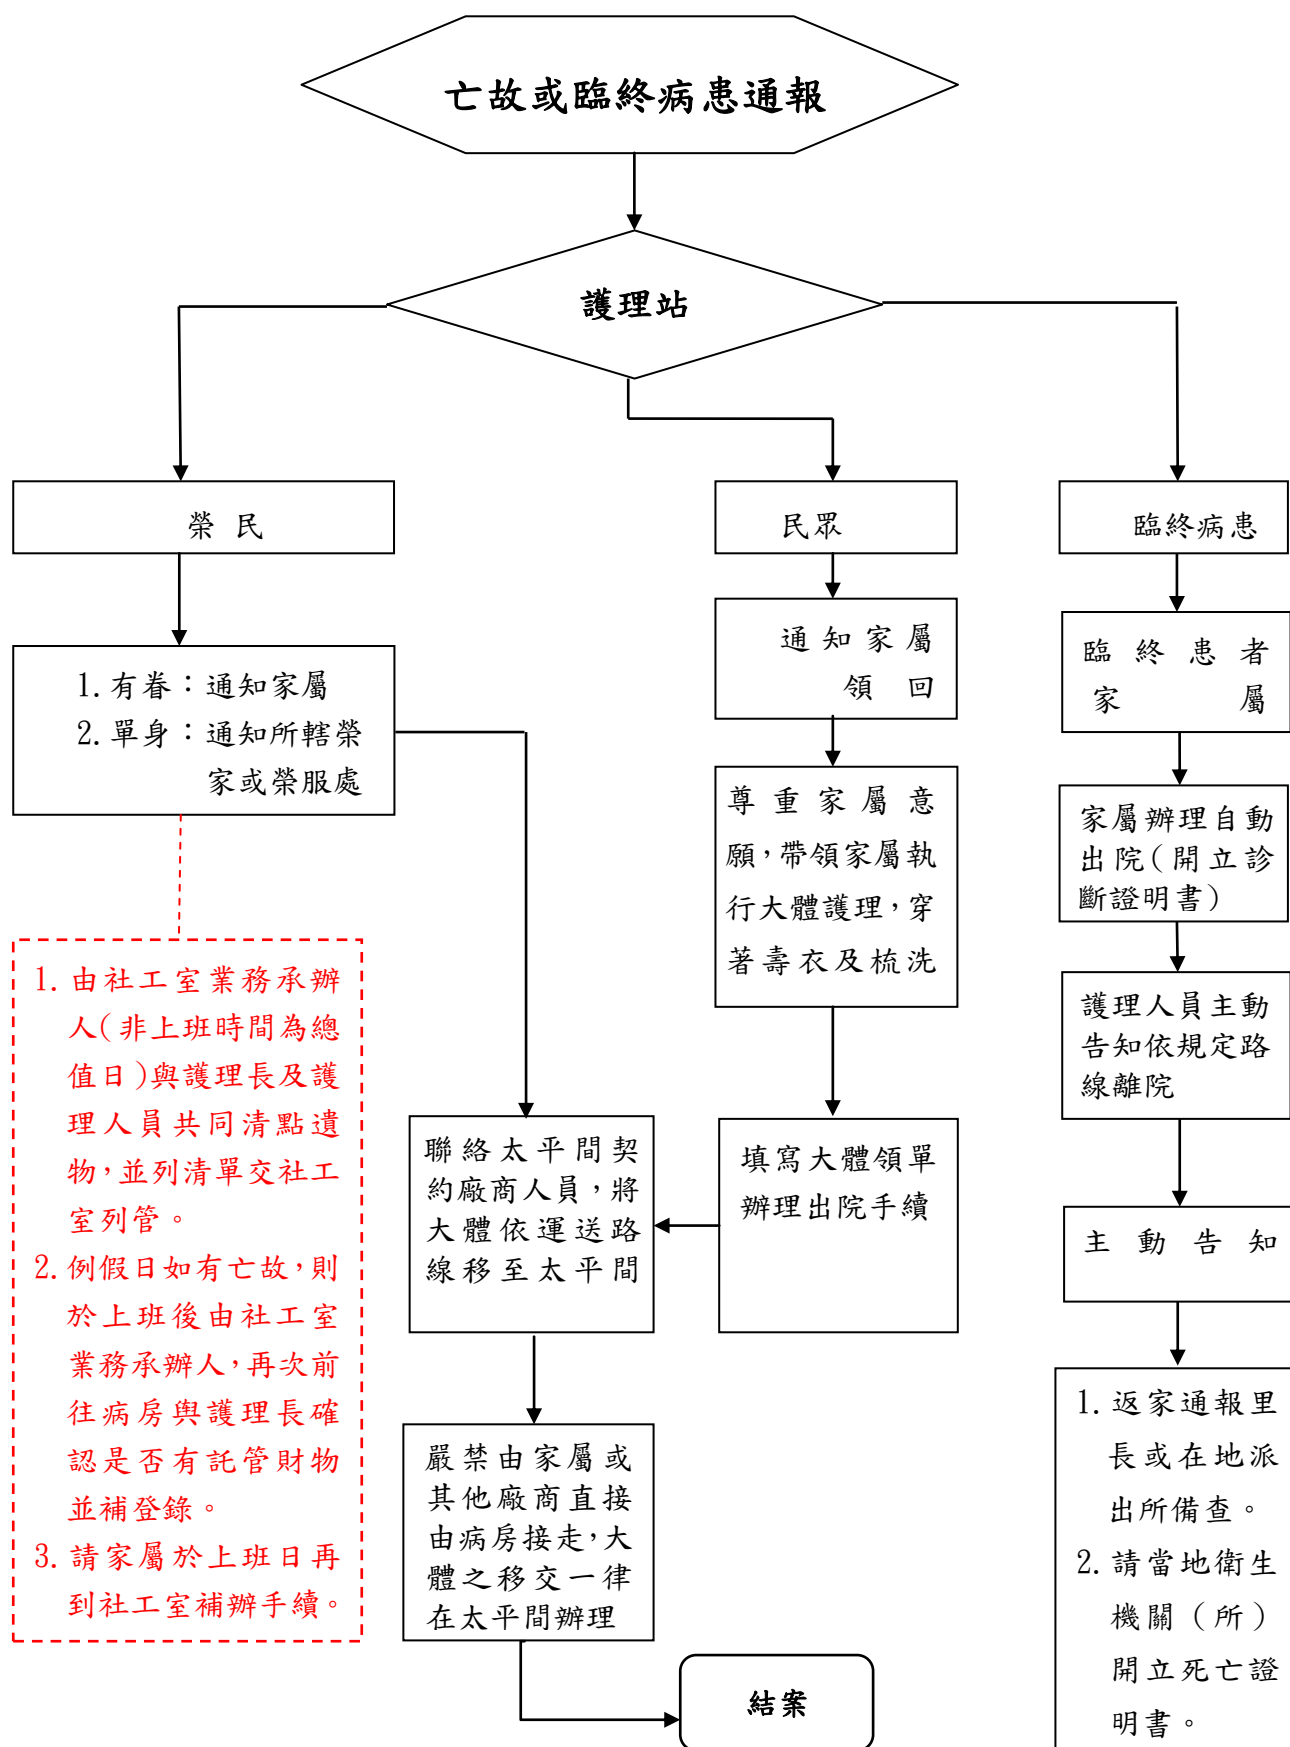 亡故或臨終病患通報
護理站
榮 民
1.有眷：通知家屬
2.單身：通知所轄榮
家或榮服處
1.由社工室業務承辦
人(非上班時間為總
值日)與護理長及護
理人員共同清點遺
物，並列清單交社工
室列管。
2.例假日如有亡故，則
於上班後由社工室
業務承辦人，再次前
往病房與護理長確
認是否有託管財物
並補登錄。
3.請家屬於上班日再
到社工室補辦手續。
民眾
通知家屬
領 回
尊重家屬意
願，帶領家屬執
行大體護理，穿
著壽衣及梳洗
填寫大體領單
辦理出院手續
聯絡太平間契
約廠商人員，將
大體依運送路
線移至太平間
嚴禁由家屬或
其他廠商直接
由病房接走，大
體之移交一律
在太平間辦理
結案
臨終病患
臨終患者
家 屬
家屬辦理自動
出院(開立診
斷證明書)
護理人員主動
告知依規定路
線離院
主動告知
1.返家通報里
長或在地派
出所備查。
2.請當地衛生
機關（所）
開立死亡證
明書。